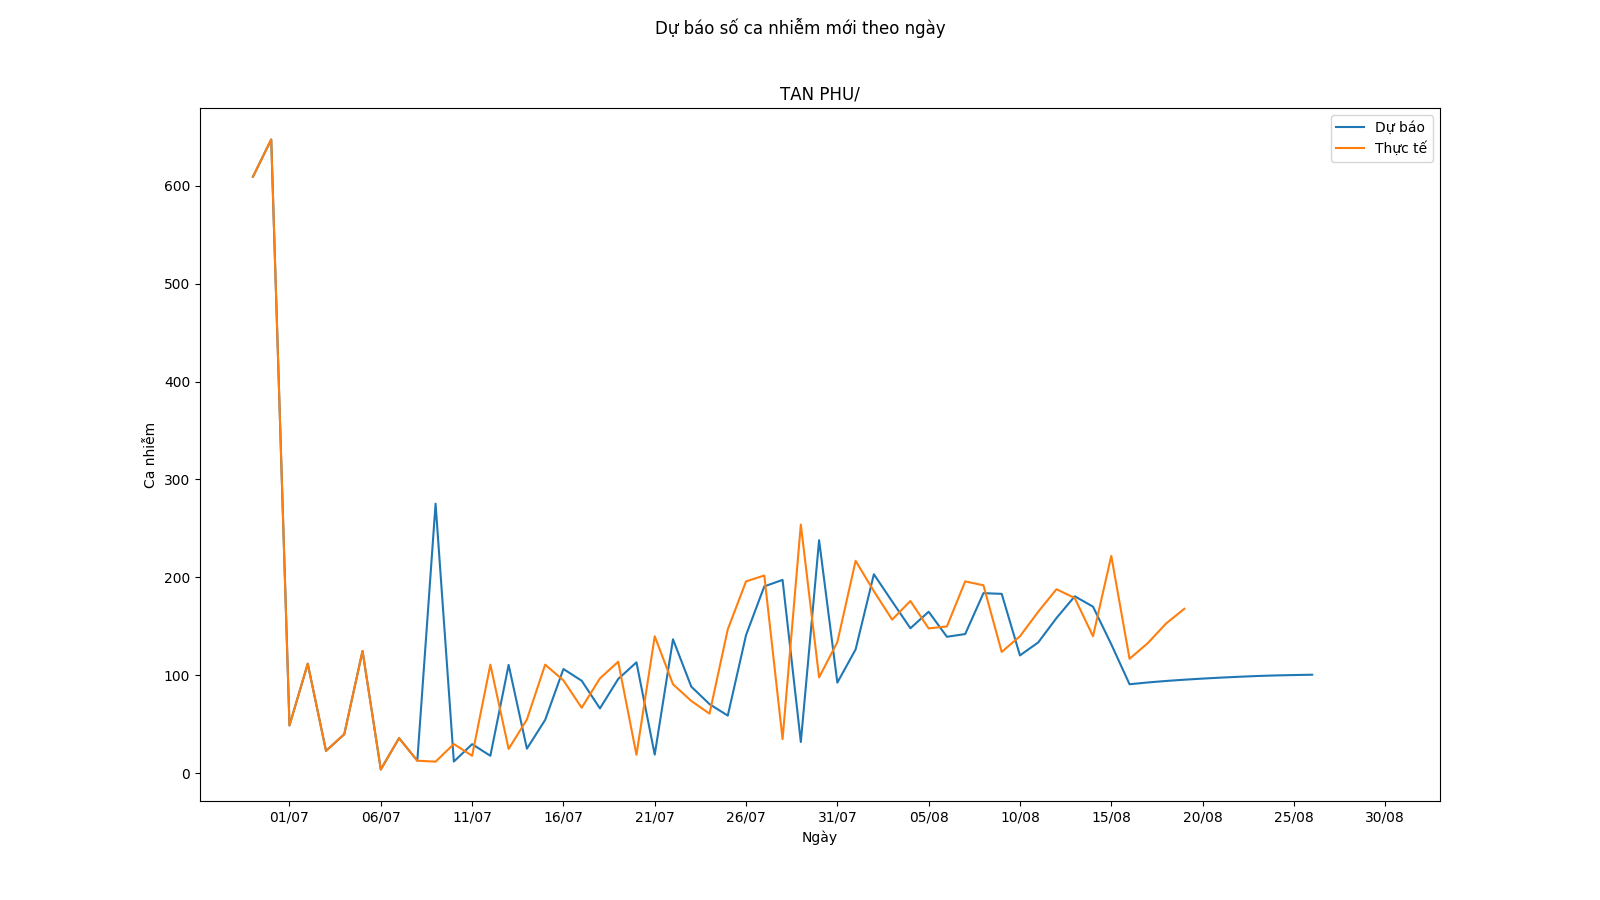 Dự báo số ca nhiễm mới theo ngày
TAN PHU/
Dự báo
Thực tế
600
500
400
300
200
100
0
Ca nhiễm
01/07 06/07 11/07 16/07 21/07 26/07 31/07 05/08 10/08 15/08 20/08 25/08 30/08
Ngày